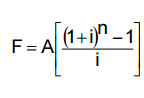 F = A[((1+i)^n − 1)/i]